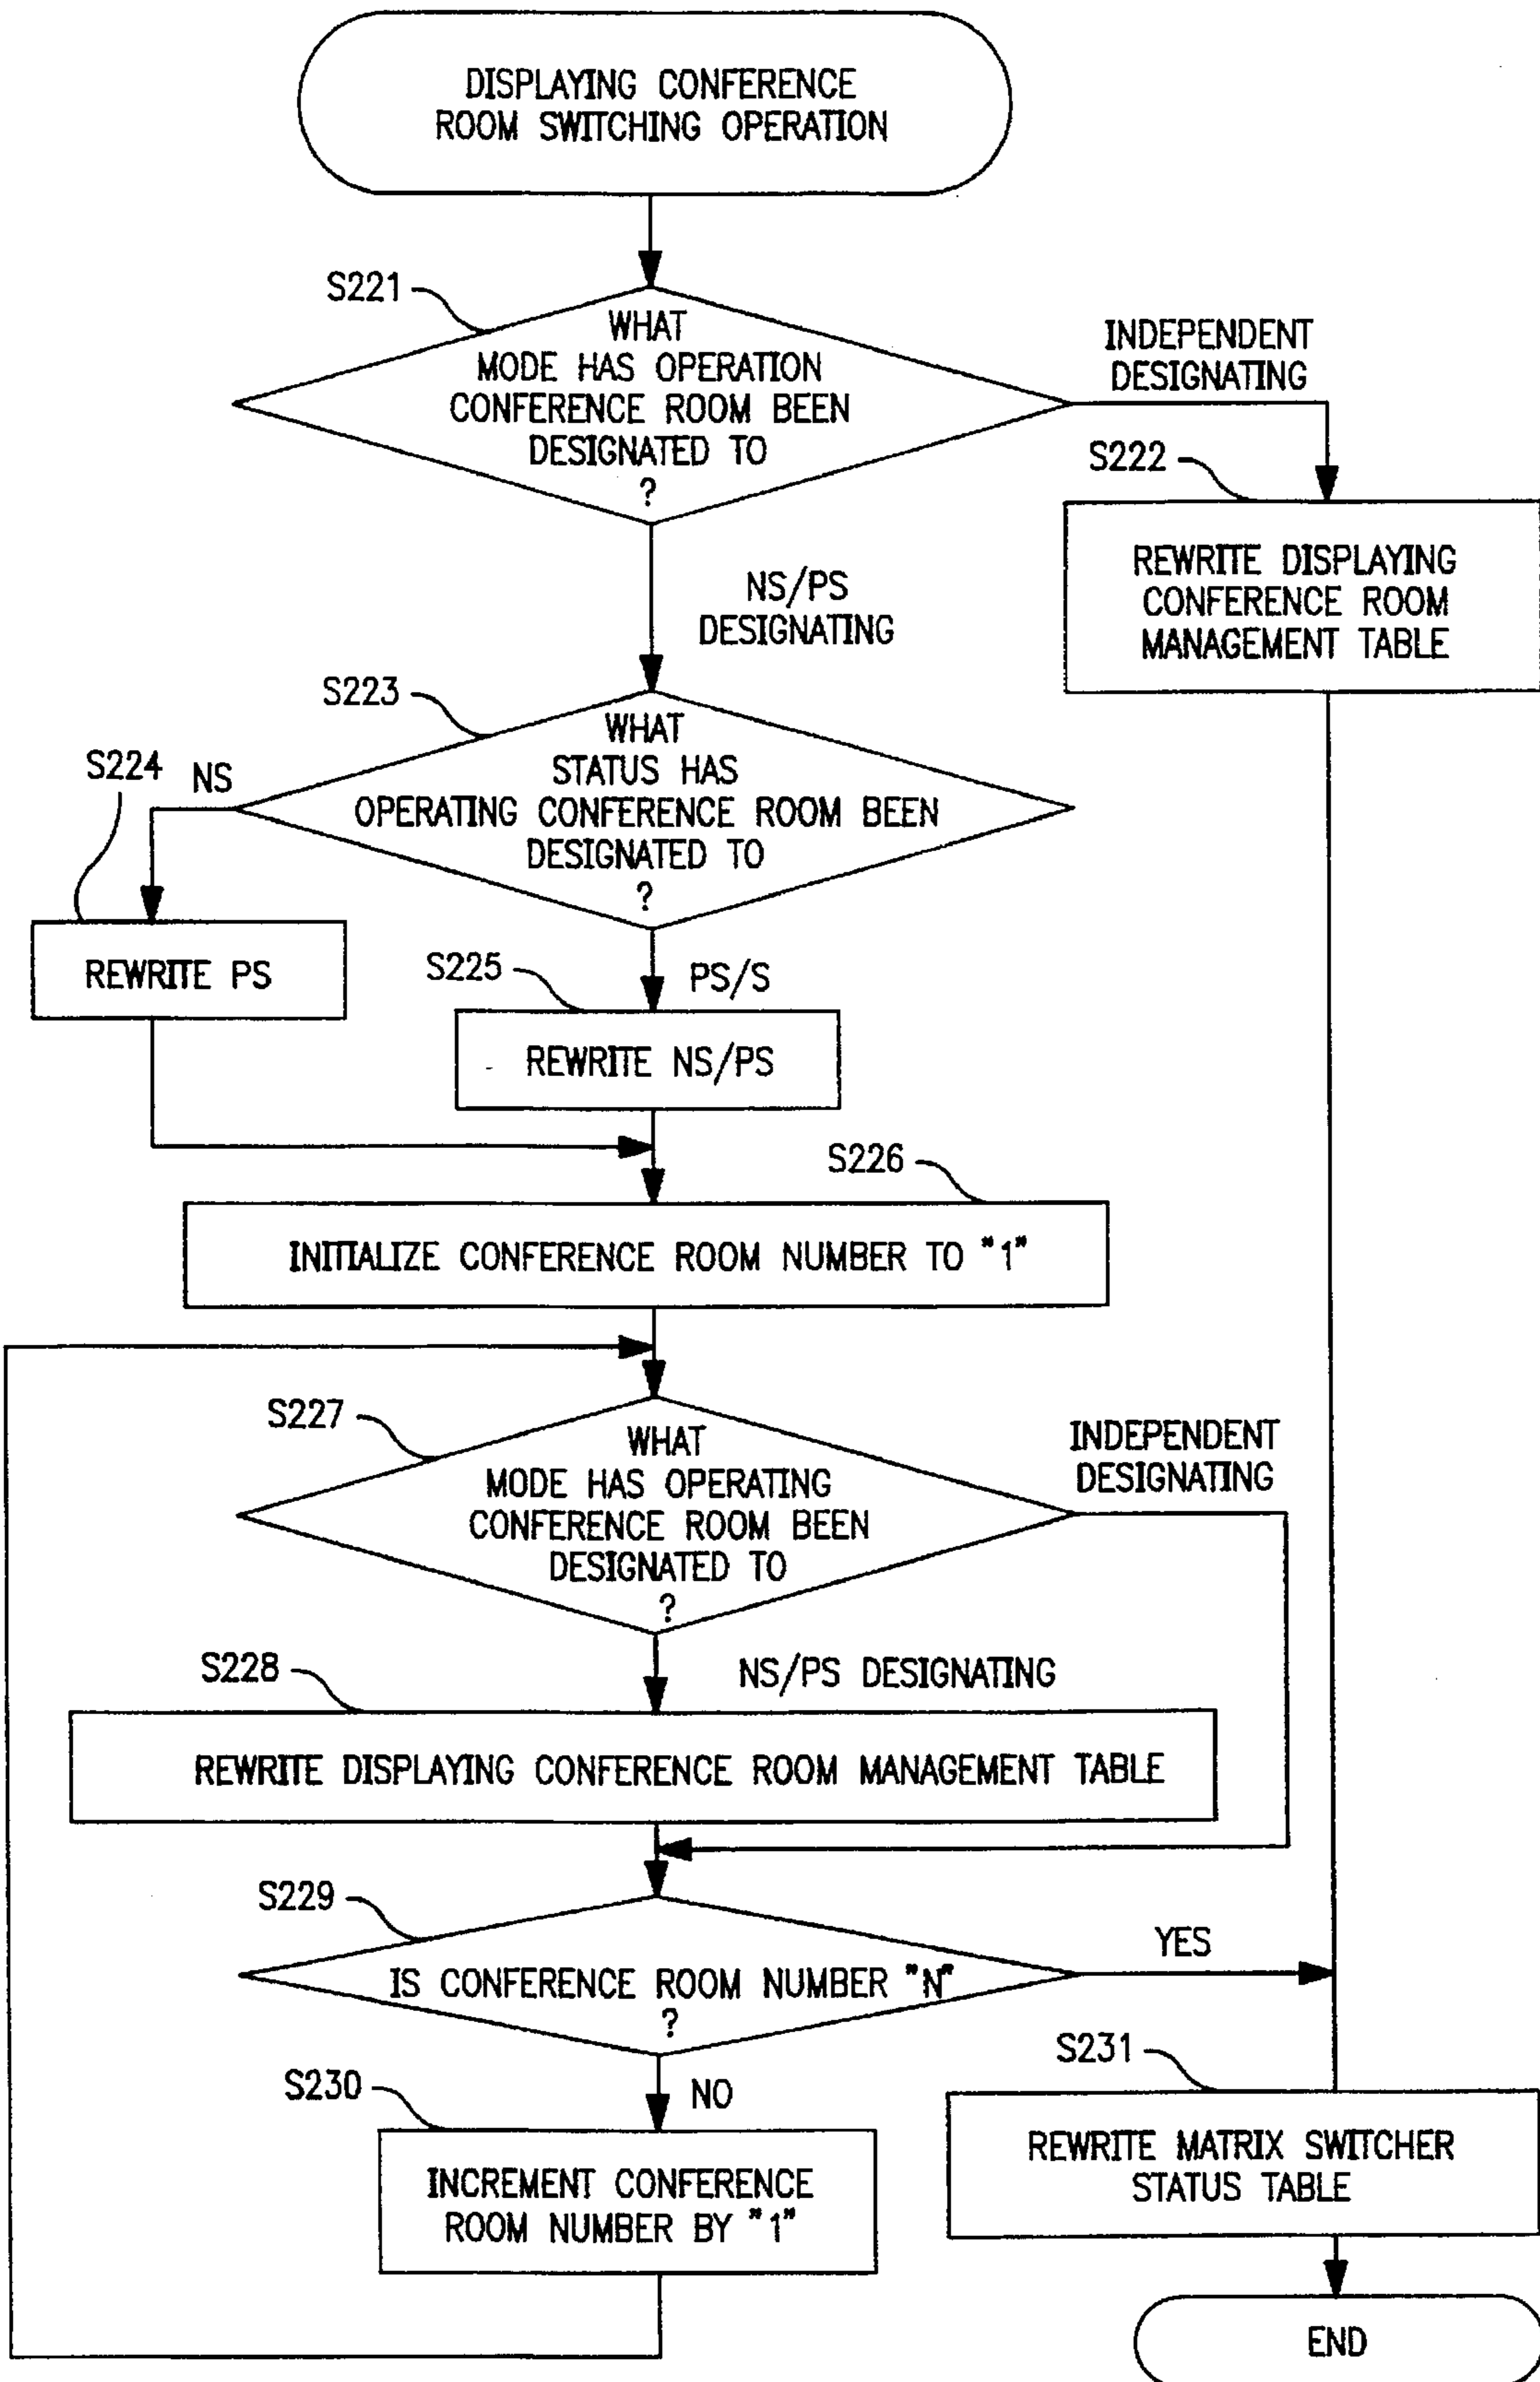 DISPLAYING CONFERENCE
ROOM SWITCHING OPERATION
S221
WHAT
MODE HAS OPERATION
CONFERENCE ROOM BEEN
DESIGNATED TO
?
INDEPENDENT
DESIGNATING
S222
REWRITE DISPLAYING
CONFERENCE ROOM
MANAGEMENT TABLE
NS/PS
DESIGNATING
S223
WHAT
STATUS HAS
OPERATING CONFERENCE ROOM BEEN
DESIGNATED TO
?
S224
NS
REWRITE PS
S225
PS/S
REWRITE NS/PS
S226
INITIALIZE CONFERENCE ROOM NUMBER TO "1"
S227
WHAT
MODE HAS OPERATING
CONFERENCE ROOM BEEN
DESIGNATED TO
?
INDEPENDENT
DESIGNATING
S228
NS/PS DESIGNATING
REWRITE DISPLAYING CONFERENCE ROOM MANAGEMENT TABLE
S229
IS CONFERENCE ROOM NUMBER "N"
?
YES
S230
NO
INCREMENT CONFERENCE
ROOM NUMBER BY "1"
S231
REWRITE MATRIX SWITCHER
STATUS TABLE
END